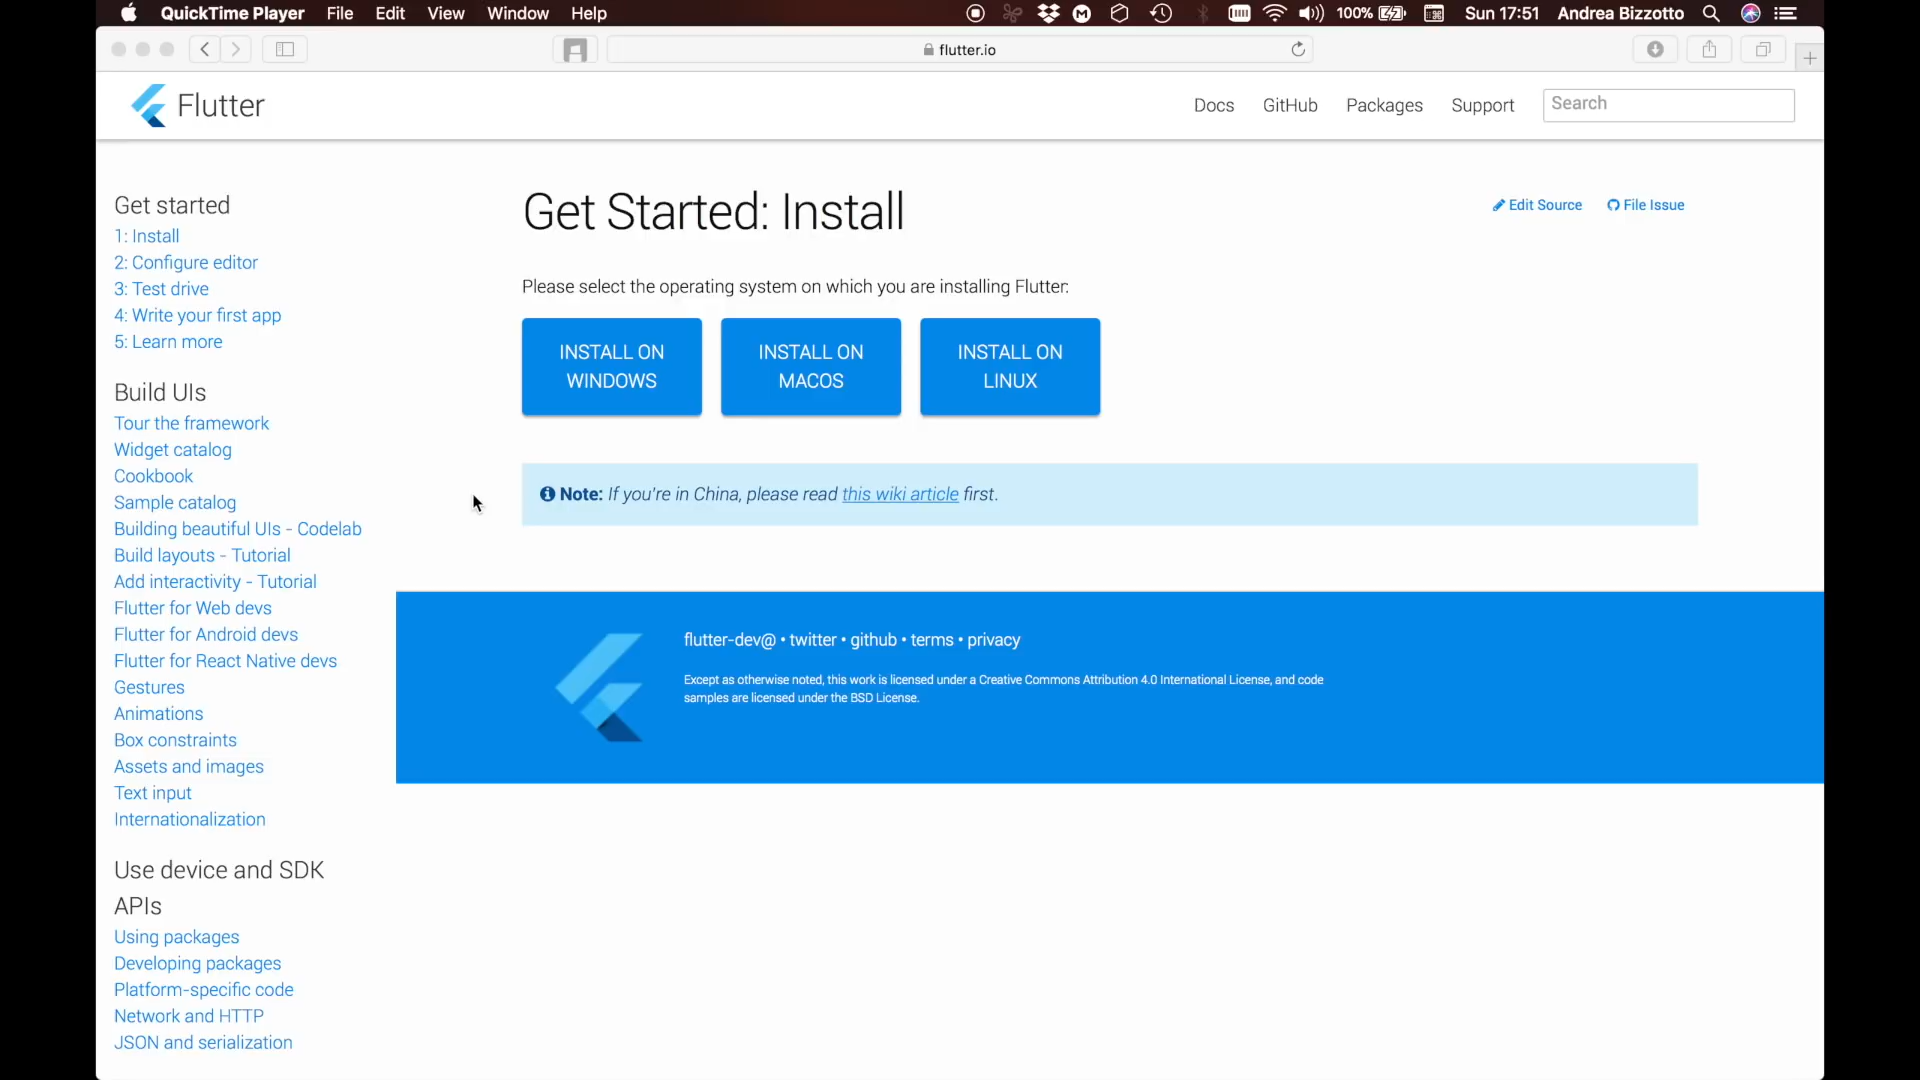 QuickTime Player File Edit View Window Help 100% Sun 17:51 Andrea Bizzotto
flutter.io
Flutter
Docs GitHub Packages Support Search
Get started
1: Install
2: Configure editor
3: Test drive
4: Write your first app
5: Learn more
Build UIs
Tour the framework
Widget catalog
Cookbook
Sample catalog
Building beautiful UIs - Codelab
Build layouts - Tutorial
Add interactivity - Tutorial
Flutter for Web devs
Flutter for Android devs
Flutter for React Native devs
Gestures
Animations
Box constraints
Assets and images
Text input
Internationalization
Use device and SDK
APIs
Using packages
Developing packages
Platform-specific code
Network and HTTP
JSON and serialization
Get Started: Install
Edit Source File Issue
Please select the operating system on which you are installing Flutter:
INSTALL ON
WINDOWS
INSTALL ON
MACOS
INSTALL ON
LINUX
Note: If you're in China, please read this wiki article first.
flutter-dev@ • twitter • github • terms • privacy
Except as otherwise noted, this work is licensed under a Creative Commons Attribution 4.0 International License, and code
samples are licensed under the BSD License.